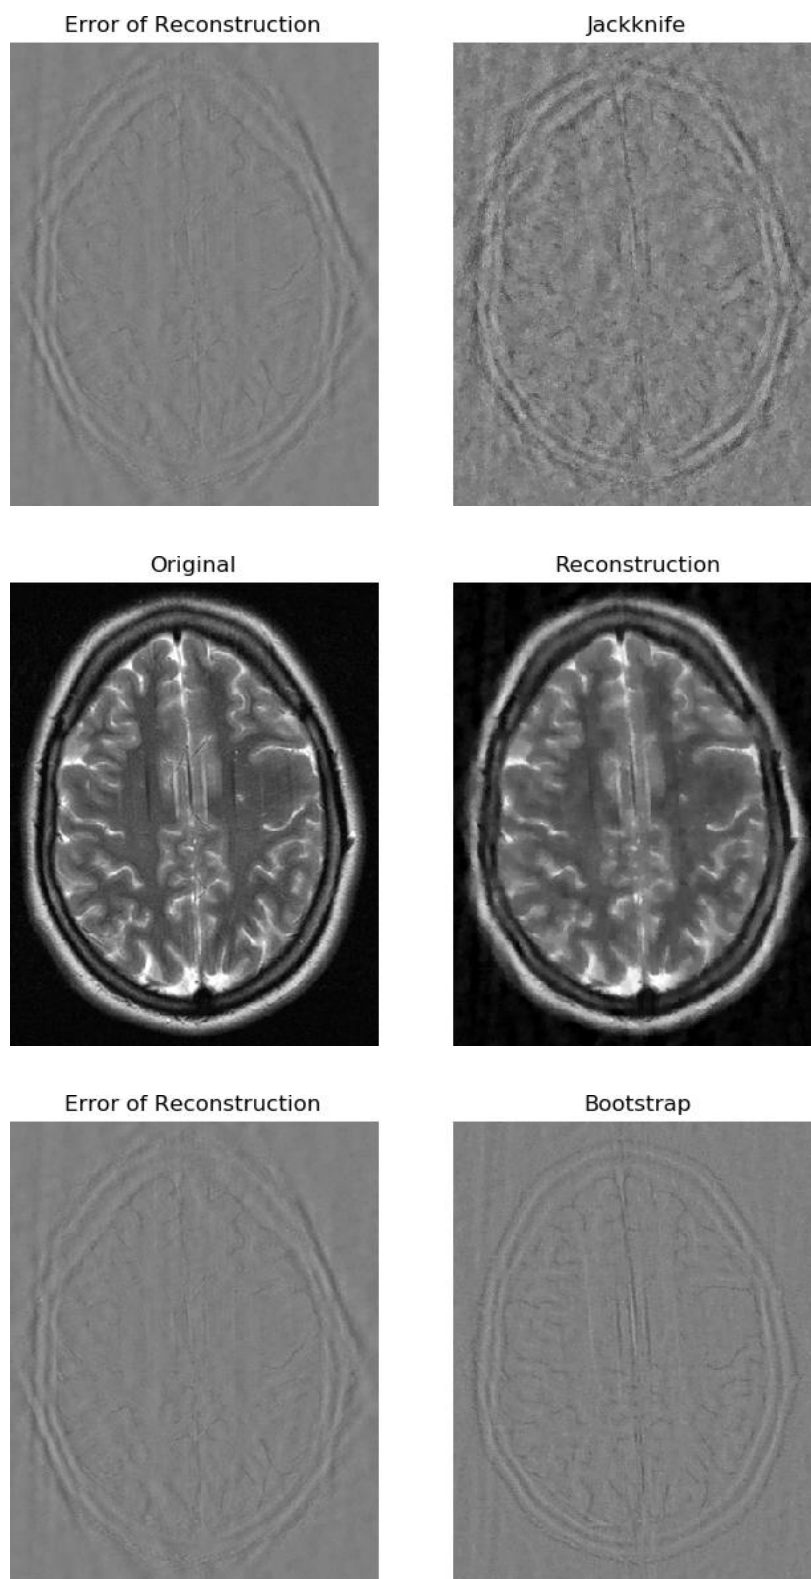 Error of Reconstruction
Jackknife
Original
Reconstruction
Error of Reconstruction
Bootstrap